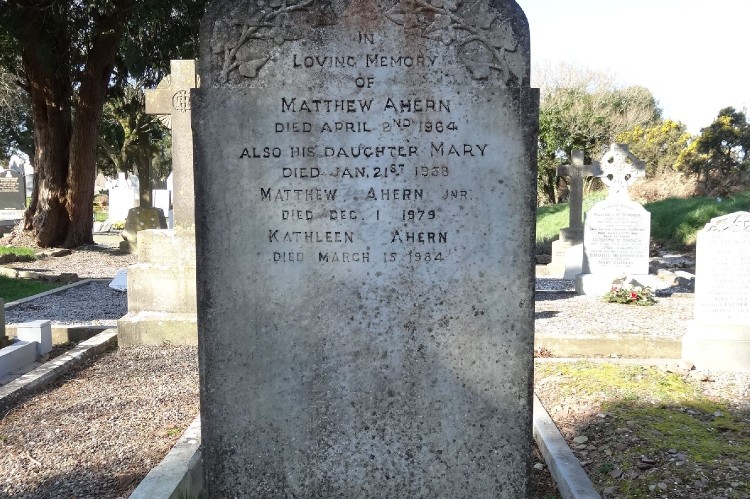 IN
LOVING MEMORY
OF
MATTHEW AHERN
DIED APRIL 2ND 1964
ALSO HIS DAUGHTER MARY
DIED JAN. 21ST 1938
MATTHEW AHERN JNR.
DIED DEC. 1 1979
KATHLEEN AHERN
DIED MARCH 15 1984